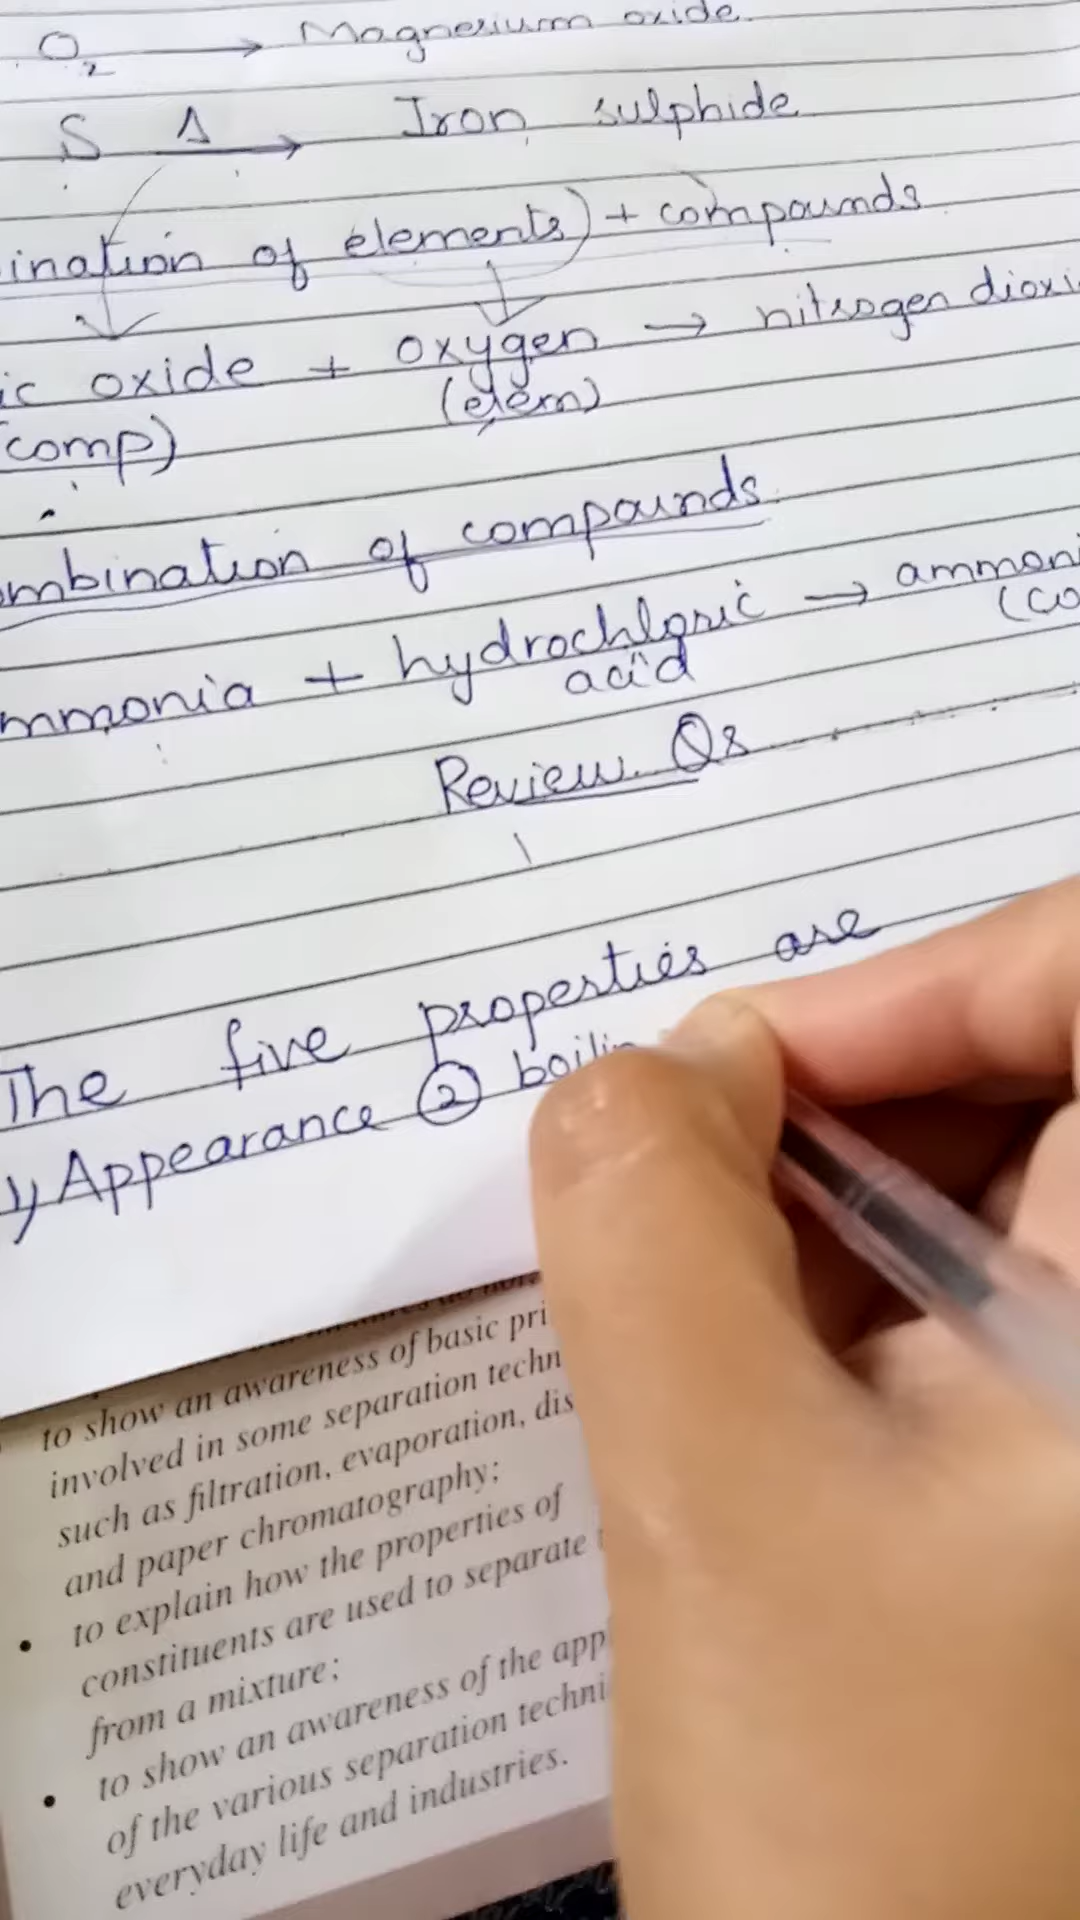 O₂ → Magnesium oxide.
S Δ → Iron sulphide
ination of elements) + compounds
ic oxide + oxygen → nitrogen dioxi
(comp) (elem)
ombination of compounds
mmonia + hydrochloric acid → ammoni
(co
Review Qs
The five properties are
1) Appearance ② boilin
to show an awareness of basic pri
involved in some separation techn
such as filtration, evaporation, dis
and paper chromatography;
• to explain how the properties of
constituents are used to separate
from a mixture;
• to show an awareness of the app
of the various separation techni
everyday life and industries.